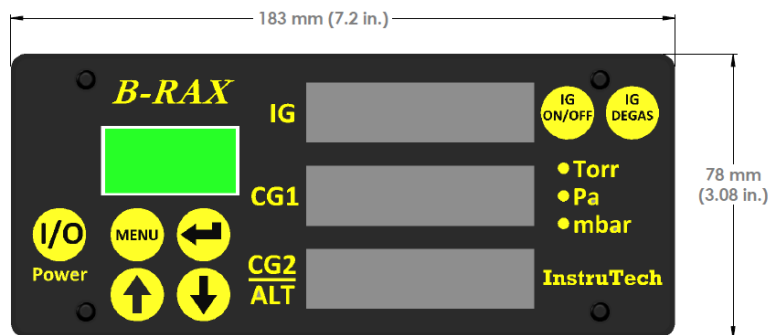 183 mm (7.2 in.)
B-RAX
IG
IG
ON/OFF
IG
DEGAS
CG1
Torr
Pa
mbar
78 mm
(3.08 in.)
I/O
MENU
Power
CG2
ALT
InstruTech